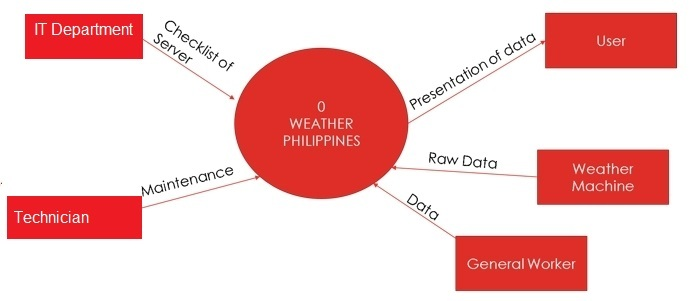 IT Department
Checklist of
Server
0
WEATHER
PHILIPPINES
Presentation of data
User
Maintenance
Technician
Raw Data
Weather
Machine
Data
General Worker